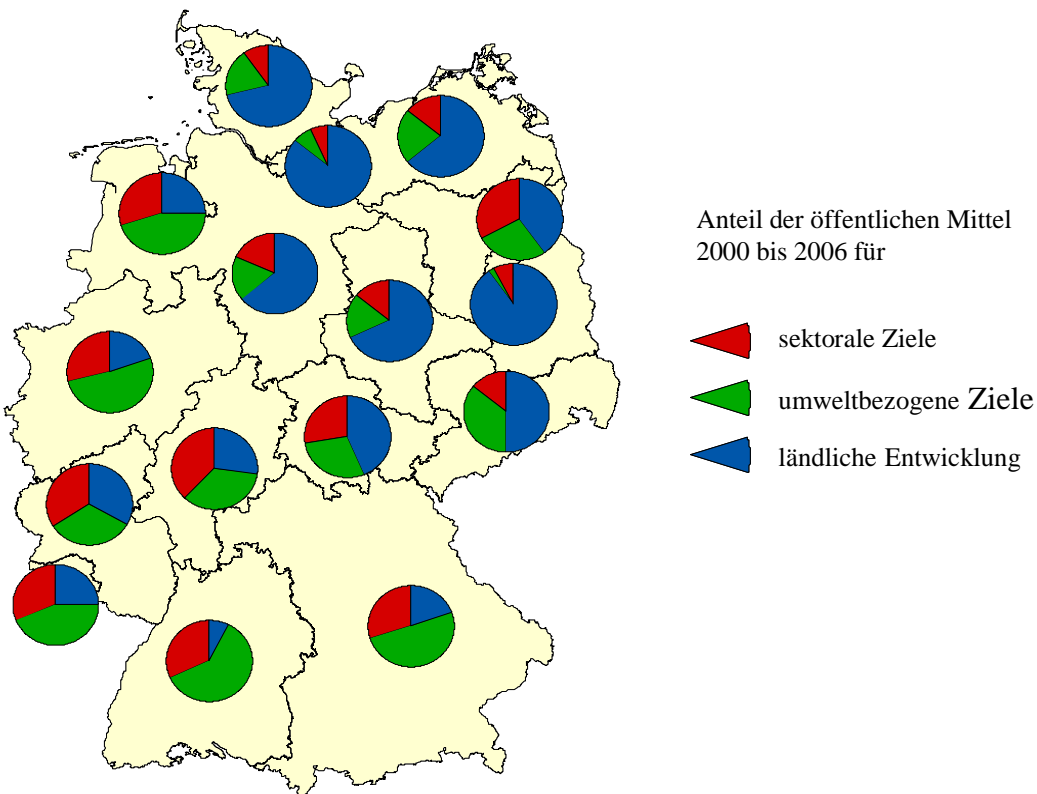 Anteil der öffentlichen Mittel
2000 bis 2006 für
sektorale Ziele
umweltbezogene Ziele
ländliche Entwicklung